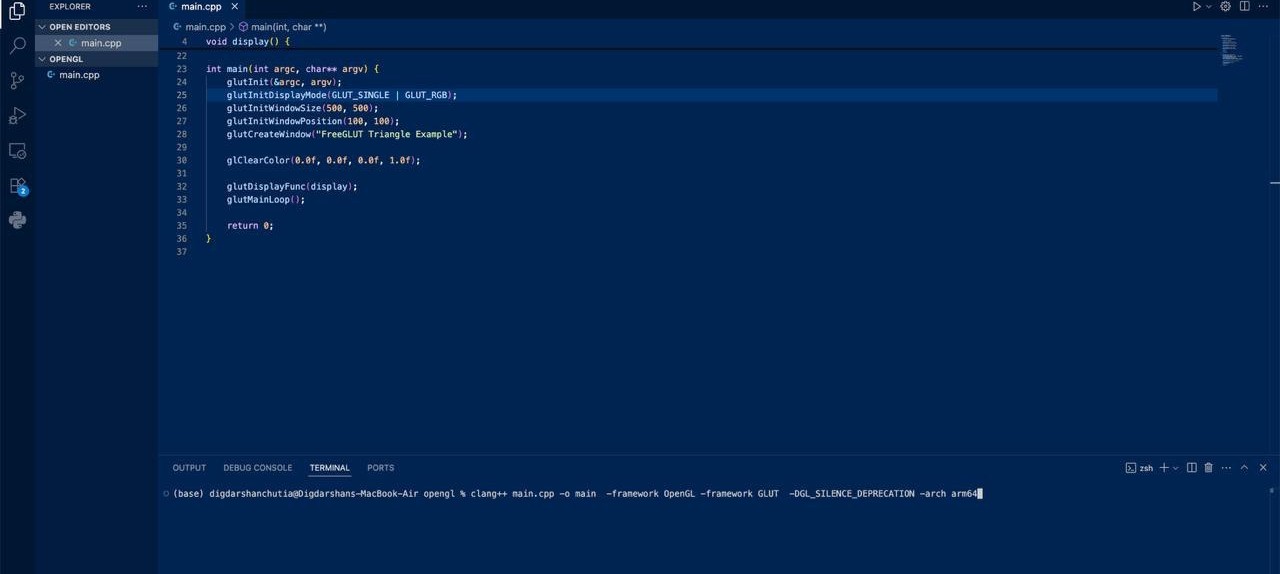 EXPLORER
main.cpp
OPEN EDITORS
main.cpp > main(int, char **)
main.cpp
4 void display() {
OPENGL
22
main.cpp
23 int main(int argc, char** argv) {
24 glutInit(&argc, argv);
25 glutInitDisplayMode(GLUT_SINGLE | GLUT_RGB);
26 glutInitWindowSize(500, 500);
27 glutInitWindowPosition(100, 100);
28 glutCreateWindow("FreeGLUT Triangle Example");
29
30 glClearColor(0.0f, 0.0f, 0.0f, 1.0f);
31
32 glutDisplayFunc(display);
33 glutMainLoop();
34
35 return 0;
36 }
37
2
OUTPUT DEBUG CONSOLE TERMINAL PORTS zsh
(base) digdarshanchutia@Digdarshans-MacBook-Air opengl % clang++ main.cpp -o main -framework OpenGL -framework GLUT -DGL_SILENCE_DEPRECATION -arch arm64